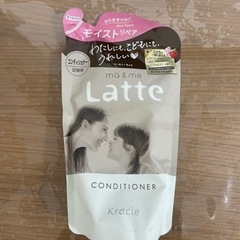 モイストリペア
わたしにも、こどもにも、
うれしい
コンディショナー
ma & me
Latte
CONDITIONER
Kracie